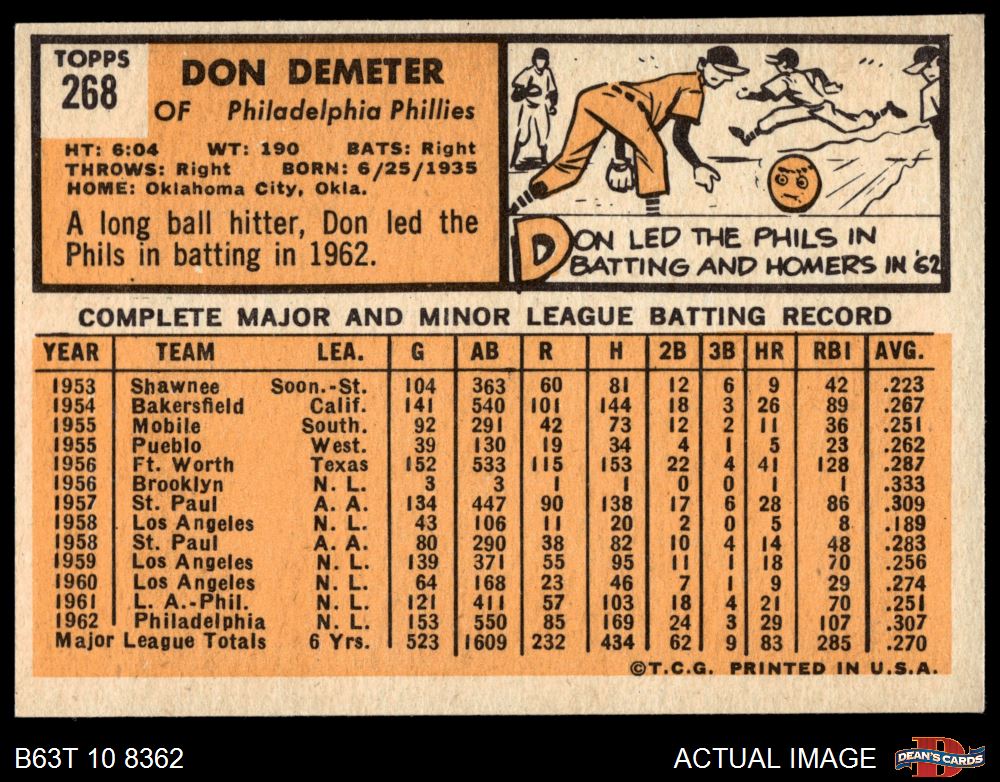 TOPPS
268
DON DEMETER
OF Philadelphia Phillies
HT: 6:04 WT: 190 BATS: Right
THROWS: Right BORN: 6/25/1935
HOME: Oklahoma City, Okla.
A long ball hitter, Don led the
Phils in batting in 1962.
DON LED THE PHILS IN
BATTING AND HOMERS IN '62
COMPLETE MAJOR AND MINOR LEAGUE BATTING RECORD
YEAR TEAM LEA. G AB R H 2B 3B HR RBI AVG.
1953 Shawnee Soon.-St. 104 363 60 81 12 6 9 42 .223
1954 Bakersfield Calif. 141 540 101 144 18 3 26 89 .267
1955 Mobile South. 92 291 42 73 12 2 11 36 .251
1955 Pueblo West. 39 130 19 34 4 1 5 23 .262
1956 Ft. Worth Texas 152 533 115 153 22 4 41 128 .287
1956 Brooklyn N. L. 3 3 1 1 0 0 1 1 .333
1957 St. Paul A. A. 134 447 90 138 17 6 28 86 .309
1958 Los Angeles N. L. 43 106 11 20 2 0 5 8 .189
1958 St. Paul A. A. 80 290 38 82 10 4 14 48 .283
1959 Los Angeles N. L. 139 371 55 95 11 1 18 70 .256
1960 Los Angeles N. L. 64 168 23 46 7 1 9 29 .274
1961 L. A.-Phil. N. L. 121 411 57 103 18 4 21 70 .251
1962 Philadelphia N. L. 153 550 85 169 24 3 29 107 .307
Major League Totals 6 Yrs. 523 1609 232 434 62 9 83 285 .270
©T.C.G. PRINTED IN U.S.A.
B63T 10 8362
ACTUAL IMAGE
D
DEAN'S CARDS